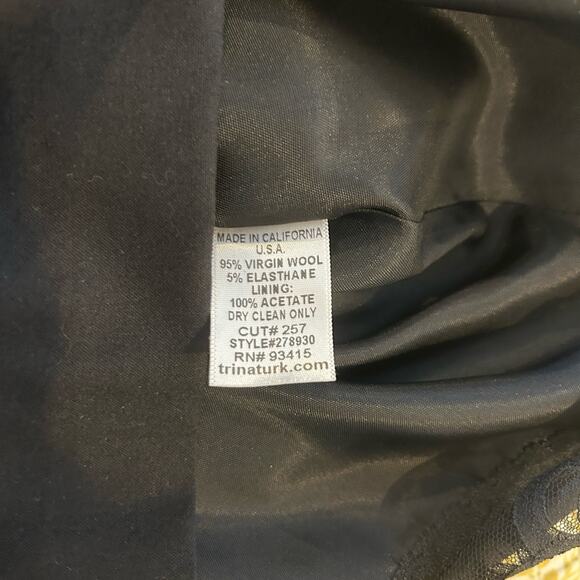 MADE IN CALIFORNIA
U.S.A.
95% VIRGIN WOOL
5% ELASTHANE
LINING:
100% ACETATE
DRY CLEAN ONLY
CUT# 257
STYLE#278930
RN# 93415
trinaturk.com